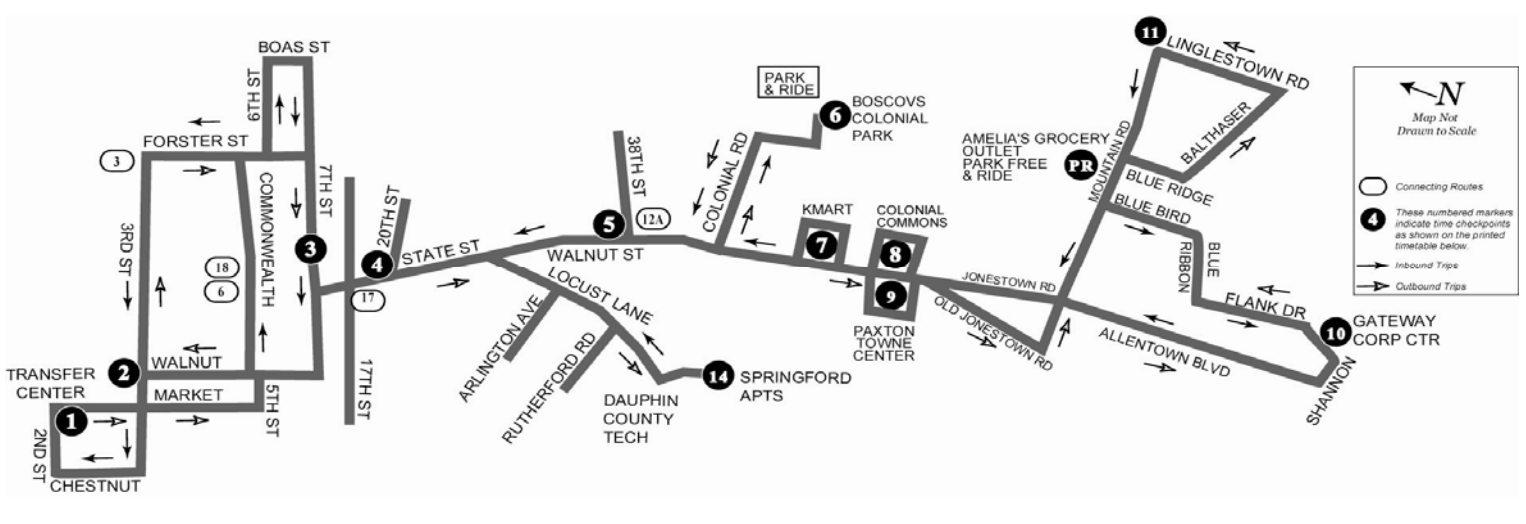 BOAS ST
6TH ST
FORSTER ST
3
7TH ST
COMMONWEALTH
3RD ST
3
18
6
2
WALNUT
TRANSFER
CENTER
MARKET
1
5TH ST
2ND ST
CHESTNUT
17TH ST
17
4
20TH ST
STATE ST
5
38TH ST
12A
WALNUT ST
LOCUST LANE
ARLINGTON AVE
RUTHERFORD RD
14
SPRINGFORD
APTS
DAUPHIN
COUNTY
TECH
COLONIAL RD
PARK
& RIDE
6
BOSCOVS
COLONIAL
PARK
KMART
7
COLONIAL
COMMONS
8
9
PAXTON
TOWNE
CENTER
JONESTOWN RD
OLD JONESTOWN RD
AMELIA'S GROCERY
OUTLET
PARK FREE
& RIDE
PR
MOUNTAIN RD
11
LINGLESTOWN RD
BALTHASER
BLUE RIDGE
BLUE BIRD
BLUE
RIBBON
FLANK DR
10
GATEWAY
CORP CTR
SHANNON
ALLENTOWN BLVD
N
Map Not
Drawn to Scale
Connecting Routes
4
These numbered markers
indicate time checkpoints
as shown on the printed
timetable below.
Inbound Trips
Outbound Trips